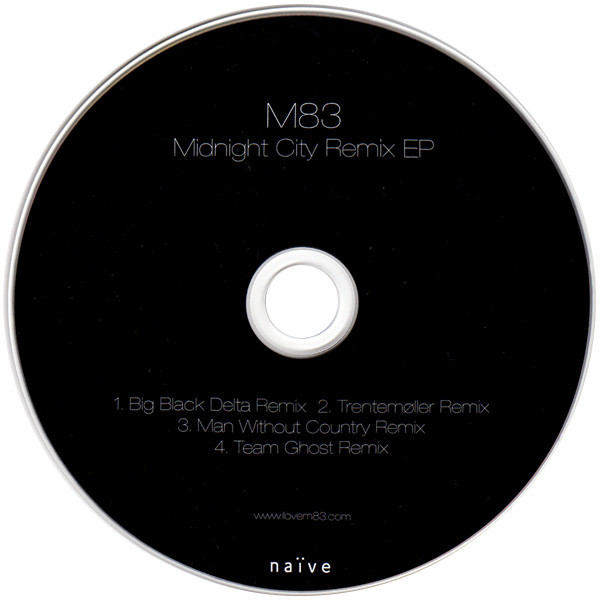 M83
Midnight City Remix EP
1. Big Black Delta Remix 2. Trentemøller Remix
3. Man Without Country Remix
4. Team Ghost Remix
www.ilovem83.com
naïve